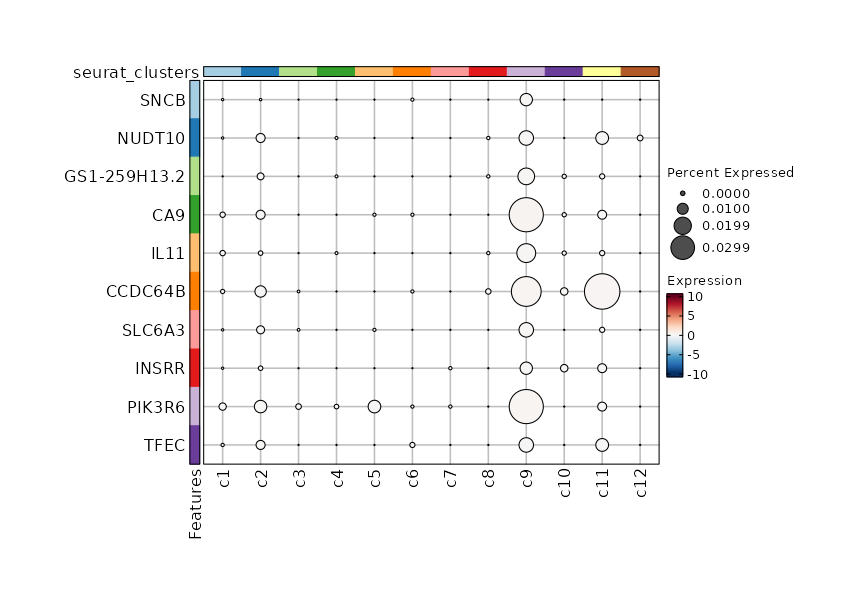 seurat_clusters
SNCB
NUDT10
GS1-259H13.2
CA9
IL11
CCDC64B
SLC6A3
INSRR
PIK3R6
TFEC
Features
c1
c2
c3
c4
c5
c6
c7
c8
c9
c10
c11
c12
Percent Expressed
0.0000
0.0100
0.0199
0.0299
Expression
10
5
0
-5
-10